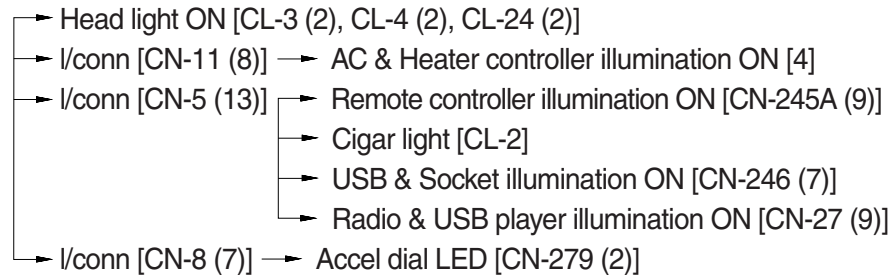 Head light ON [CL-3 (2), CL-4 (2), CL-24 (2)]
I/conn [CN-11 (8)] → AC & Heater controller illumination ON [4]
I/conn [CN-5 (13)] → Remote controller illumination ON [CN-245A (9)]
Cigar light [CL-2]
USB & Socket illumination ON [CN-246 (7)]
Radio & USB player illumination ON [CN-27 (9)]
I/conn [CN-8 (7)] → Accel dial LED [CN-279 (2)]